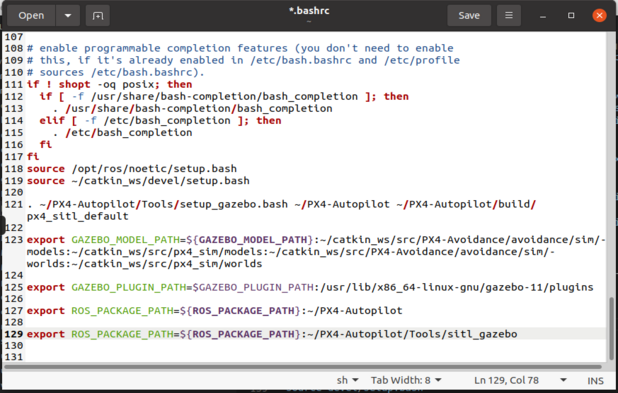 Open
*.bashrc
~
Save
107
108 # enable programmable completion features (you don't need to enable
109 # this, if it's already enabled in /etc/bash.bashrc and /etc/profile
110 # sources /etc/bash.bashrc).
111 if ! shopt -oq posix; then
112   if [ -f /usr/share/bash-completion/bash_completion ]; then
113     . /usr/share/bash-completion/bash_completion
114   elif [ -f /etc/bash_completion ]; then
115     . /etc/bash_completion
116   fi
117 fi
118 source /opt/ros/noetic/setup.bash
119 source ~/catkin_ws/devel/setup.bash
120
121 . ~/PX4-Autopilot/Tools/setup_gazebo.bash ~/PX4-Autopilot ~/PX4-Autopilot/build/
px4_sitl_default
122
123 export GAZEBO_MODEL_PATH=${GAZEBO_MODEL_PATH}:~/catkin_ws/src/PX4-Avoidance/avoidance/sim/-
models:~/catkin_ws/src/px4_sim/models:~/catkin_ws/src/PX4-Avoidance/avoidance/sim/-
worlds:~/catkin_ws/src/px4_sim/worlds
124
125 export GAZEBO_PLUGIN_PATH=$GAZEBO_PLUGIN_PATH:/usr/lib/x86_64-linux-gnu/gazebo-11/plugins
126
127 export ROS_PACKAGE_PATH=${ROS_PACKAGE_PATH}:~/PX4-Autopilot
128
129 export ROS_PACKAGE_PATH=${ROS_PACKAGE_PATH}:~/PX4-Autopilot/Tools/sitl_gazebo
130
131
sh Tab Width: 8 Ln 129, Col 78 INS